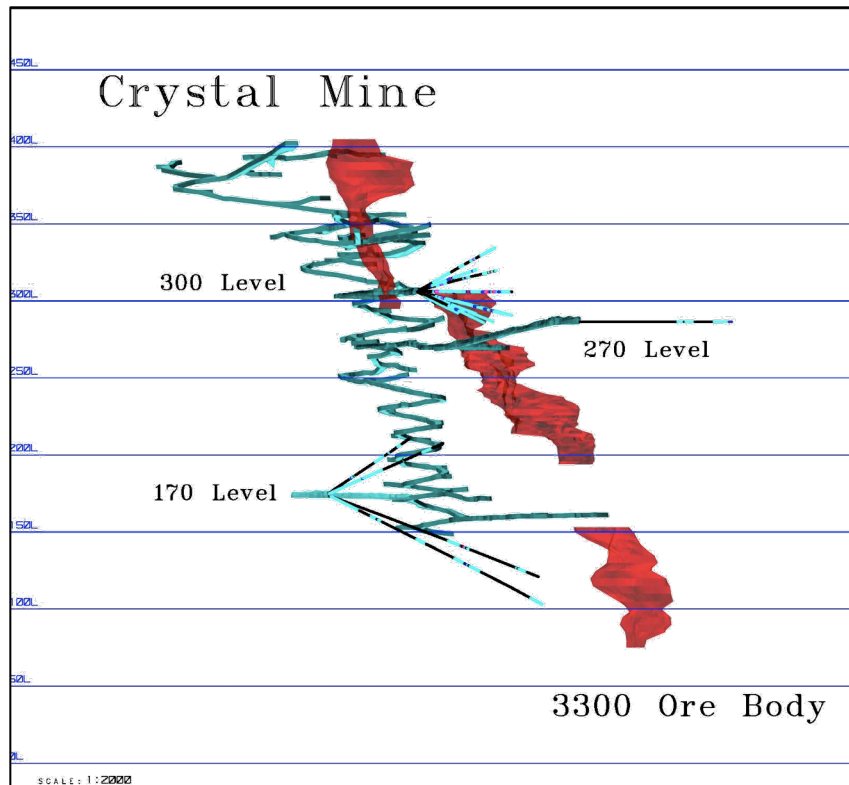 450L
Crystal Mine
400L
350L
300 Level
300L
270 Level
250L
200L
170 Level
150L
100L
50L
3300 Ore Body
0L
SCALE: 1:2000